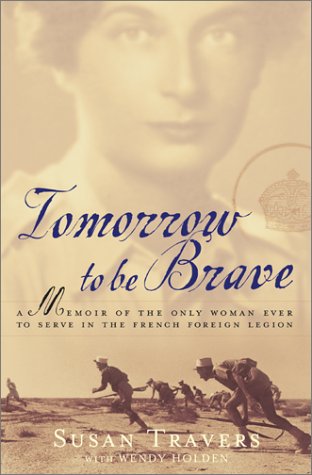 Tomorrow
to be Brave
A Memoir OF THE ONLY WOMAN EVER
TO SERVE IN THE FRENCH FOREIGN LEGION
SUSAN TRAVERS
WITH WENDY HOLDEN